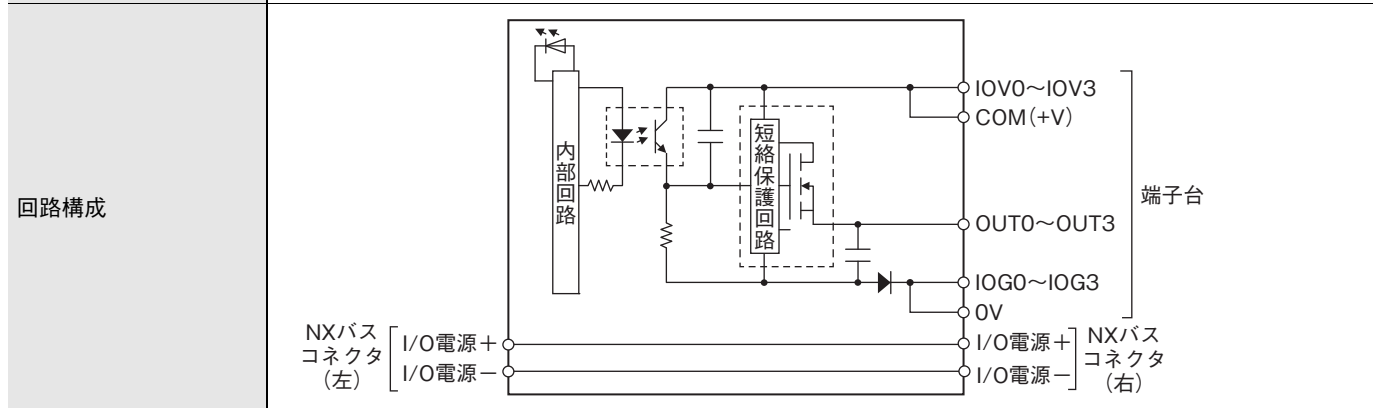 回路構成
内部回路
短絡保護回路
IOV0～IOV3
COM（+V）
OUT0～OUT3
IOG0～IOG3
0V
端子台
NXバス
コネクタ
（左）
I/O電源＋
I/O電源－
I/O電源＋
I/O電源－
NXバス
コネクタ
（右）